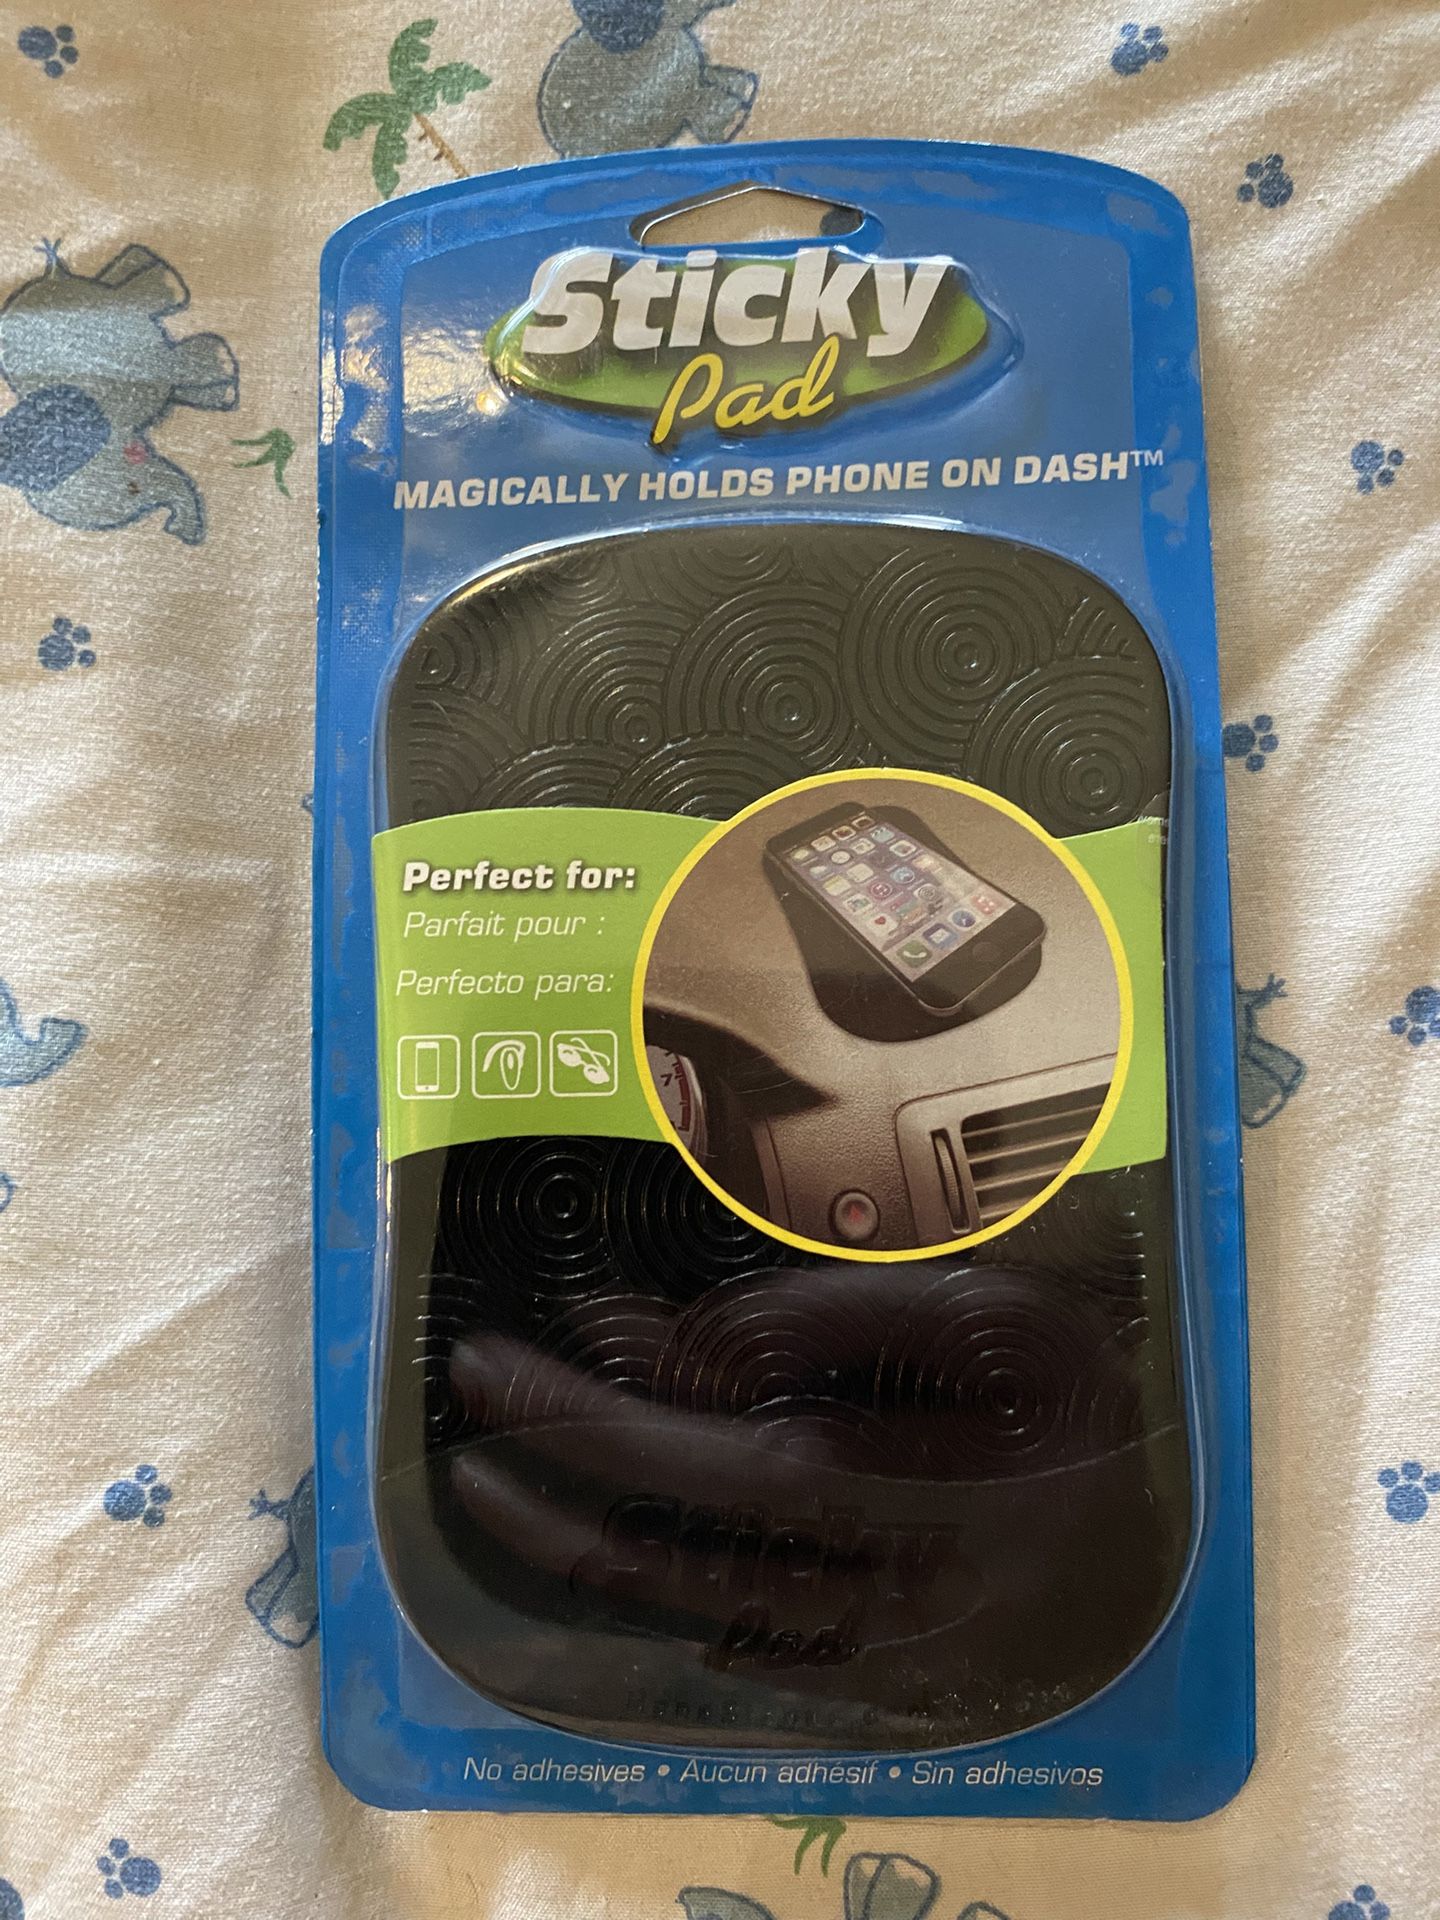 Sticky
Pad
MAGICALLY HOLDS PHONE ON DASH™
Perfect for:
Parfait pour :
Perfecto para:
7
Sticky
Pad
No adhesives • Aucun adhésif • Sin adhesivos